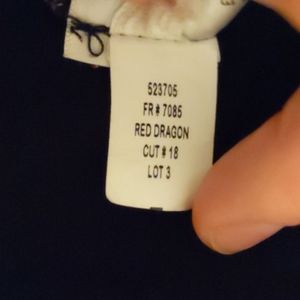 523705
FR # 7085
RED DRAGON
CUT # 18
LOT 3